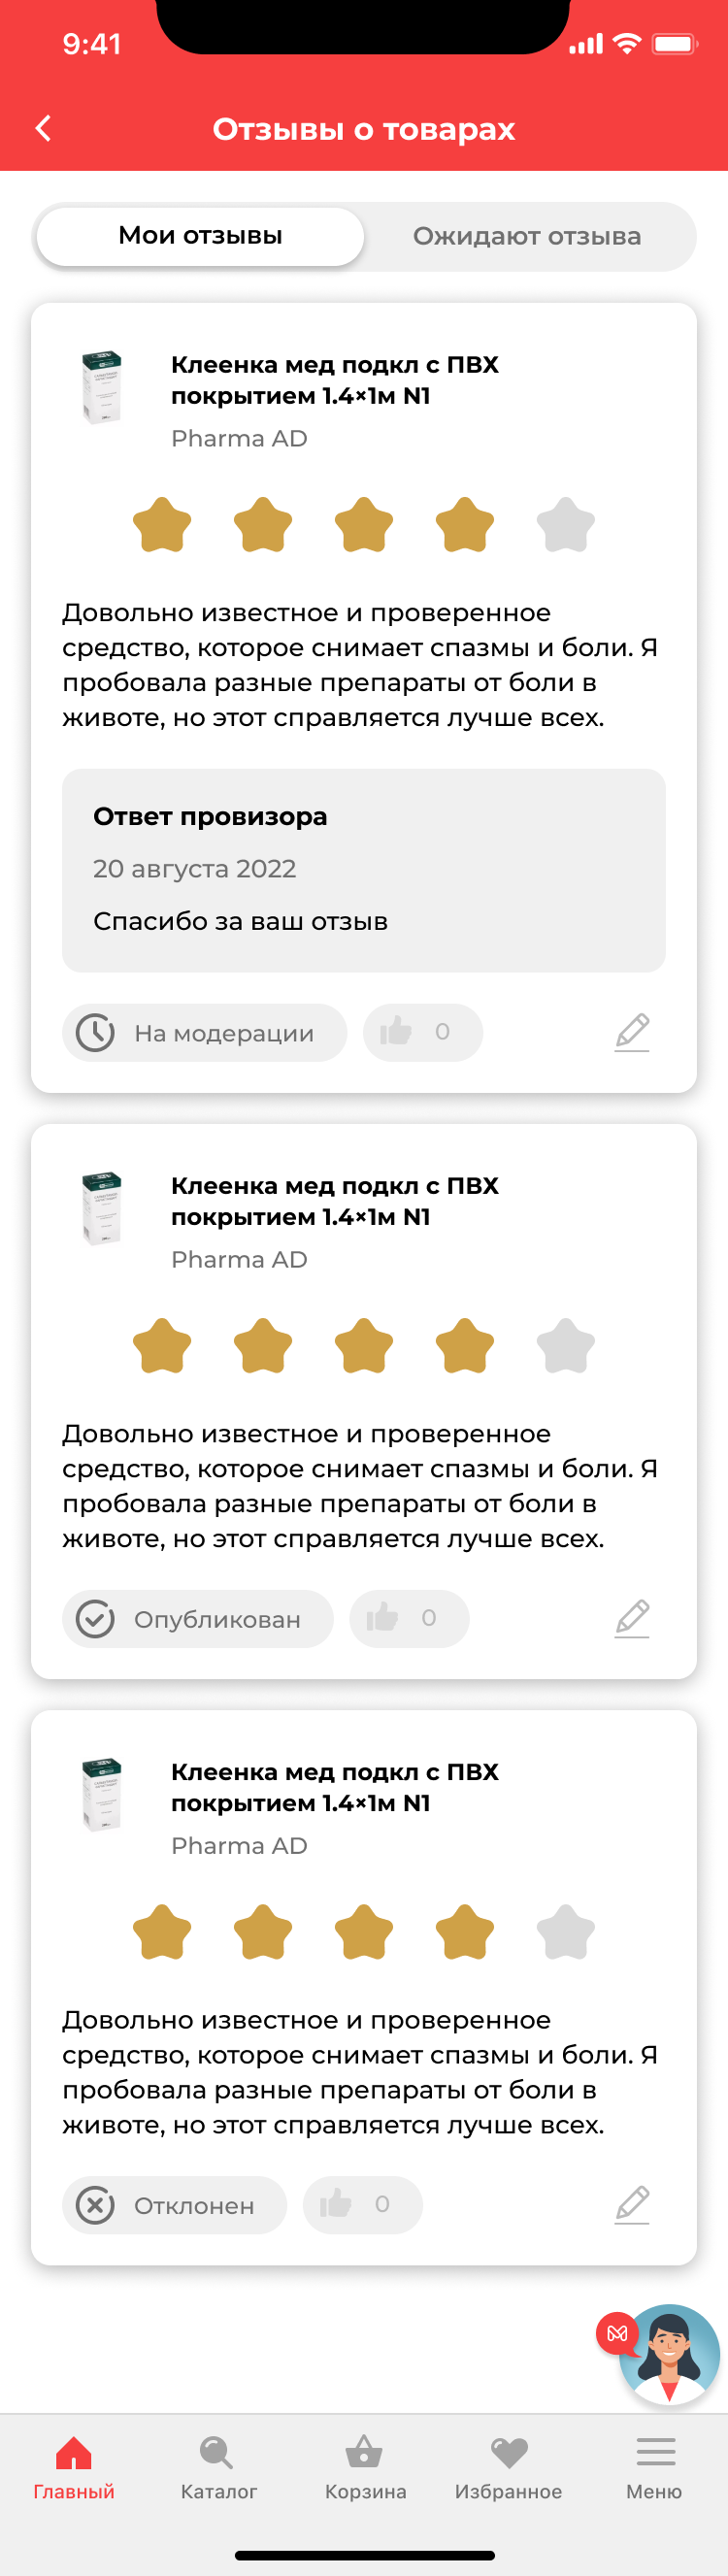 9:41
Отзывы о товарах
Мои отзывы
Ожидают отзыва
Клеенка мед подкл с ПВХ
покрытием 1.4×1м N1
Pharma AD
Довольно известное и проверенное
средство, которое снимает спазмы и боли. Я
пробовала разные препараты от боли в
животе, но этот справляется лучше всех.
Ответ провизора
20 августа 2022
Спасибо за ваш отзыв
На модерации
0
Клеенка мед подкл с ПВХ
покрытием 1.4×1м N1
Pharma AD
Довольно известное и проверенное
средство, которое снимает спазмы и боли. Я
пробовала разные препараты от боли в
животе, но этот справляется лучше всех.
Опубликован
0
Клеенка мед подкл с ПВХ
покрытием 1.4×1м N1
Pharma AD
Довольно известное и проверенное
средство, которое снимает спазмы и боли. Я
пробовала разные препараты от боли в
животе, но этот справляется лучше всех.
Отклонен
0
Главный
Каталог
Корзина
Избранное
Меню